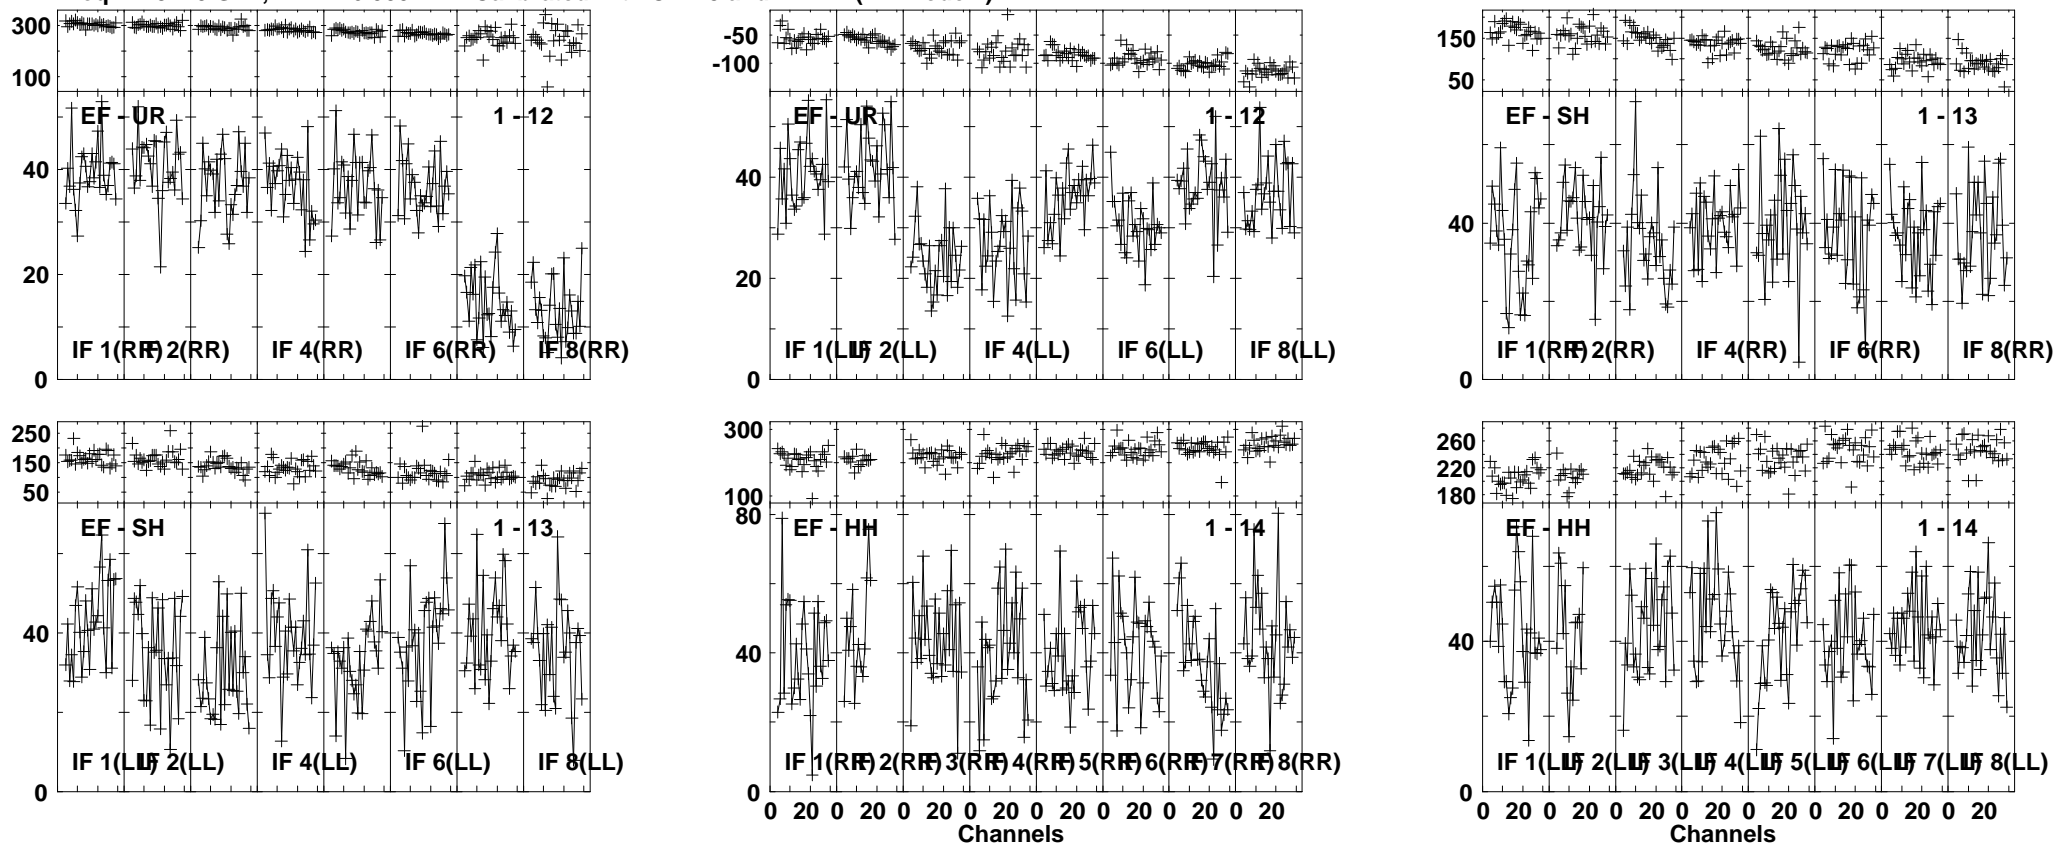 300
100
EF - UR 1 - 12
40
20
0
IF 1(RR) IF 2(RR) IF 4(RR) IF 6(RR) IF 8(RR)
-50
-100
EF - UR 1 - 12
40
20
0
IF 1(LL) IF 2(LL) IF 4(LL) IF 6(LL) IF 8(LL)
150
50
EF - SH 1 - 13
40
0
IF 1(RR) IF 2(RR) IF 4(RR) IF 6(RR) IF 8(RR)
250
150
50
EF - SH 1 - 13
40
0
IF 1(LL) IF 2(LL) IF 4(LL) IF 6(LL) IF 8(LL)
300
100
80
EF - HH 1 - 14
40
0
IF 1(RR) IF 2(RR) IF 3(RR) IF 4(RR) IF 5(RR) IF 6(RR) IF 7(RR) IF 8(RR)
0 20 0 20 0 20 0 20 0 20 0 20 0 20 0 20
Channels
260
220
180
EF - HH 1 - 14
40
0
IF 1(LL) IF 2(LL) IF 3(LL) IF 4(LL) IF 5(LL) IF 6(LL) IF 7(LL) IF 8(LL)
0 20 0 20 0 20 0 20 0 20 0 20 0 20 0 20
Channels